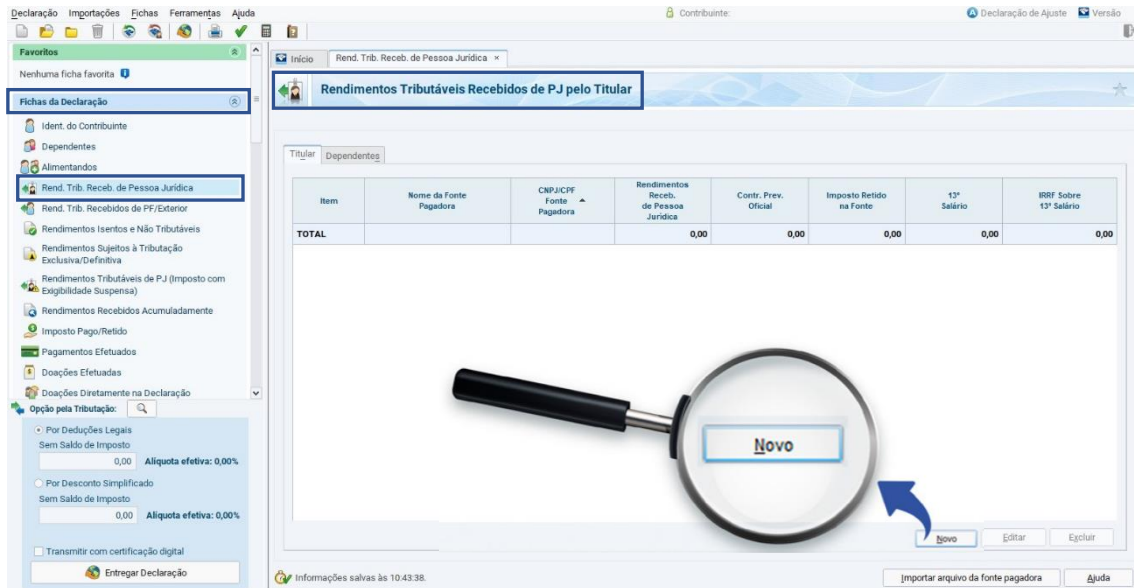 Declaração Importações Fichas Ferramentas Ajuda
Contribuinte:
Declaração de Ajuste Versão
Favoritos
Nenhuma ficha favorita
Fichas da Declaração
Ident. do Contribuinte
Dependentes
Alimentandos
Rend. Trib. Receb. de Pessoa Jurídica
Rend. Trib. Recebidos de PF/Exterior
Rendimentos Isentos e Não Tributáveis
Rendimentos Sujeitos à Tributação
Exclusiva/Definitiva
Rendimentos Tributáveis de PJ (Imposto com
Exigibilidade Suspensa)
Rendimentos Recebidos Acumuladamente
Imposto Pago/Retido
Pagamentos Efetuados
Doações Efetuadas
Doações Diretamente na Declaração
Opção pela Tributação:
Por Deduções Legais
Sem Saldo de Imposto
0,00 Alíquota efetiva: 0,00%
Por Desconto Simplificado
Sem Saldo de Imposto
0,00 Alíquota efetiva: 0,00%
Transmitir com certificação digital
Entregar Declaração
Início Rend. Trib. Receb. de Pessoa Jurídica ×
Rendimentos Tributáveis Recebidos de PJ pelo Titular
Titular Dependentes
Item
Nome da Fonte
Pagadora
CNPJ/CPF
Fonte
Pagadora
Rendimentos
Receb.
de Pessoa
Jurídica
Contr. Prev.
Oficial
Imposto Retido
na Fonte
13º
Salário
IRRF Sobre
13º Salário
TOTAL 0,00 0,00 0,00 0,00 0,00
Novo
Novo Editar Excluir
Informações salvas às 10:43:38.
Importar arquivo da fonte pagadora Ajuda